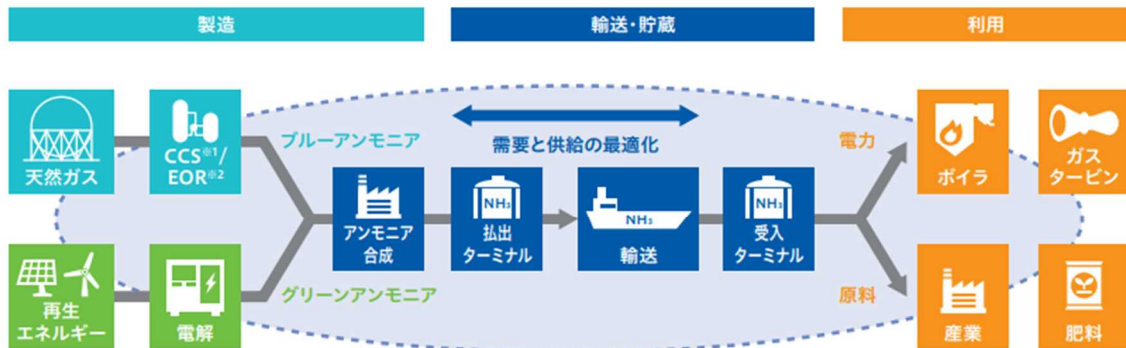 製造
輸送・貯蔵
利用
天然ガス
CCS※1/
EOR※2
ブルーアンモニア
需要と供給の最適化
電力
ボイラ
ガス
タービン
アンモニア
合成
NH₃
払出
ターミナル
NH₃
輸送
NH₃
受入
ターミナル
再生
エネルギー
電解
グリーンアンモニア
原料
産業
肥料